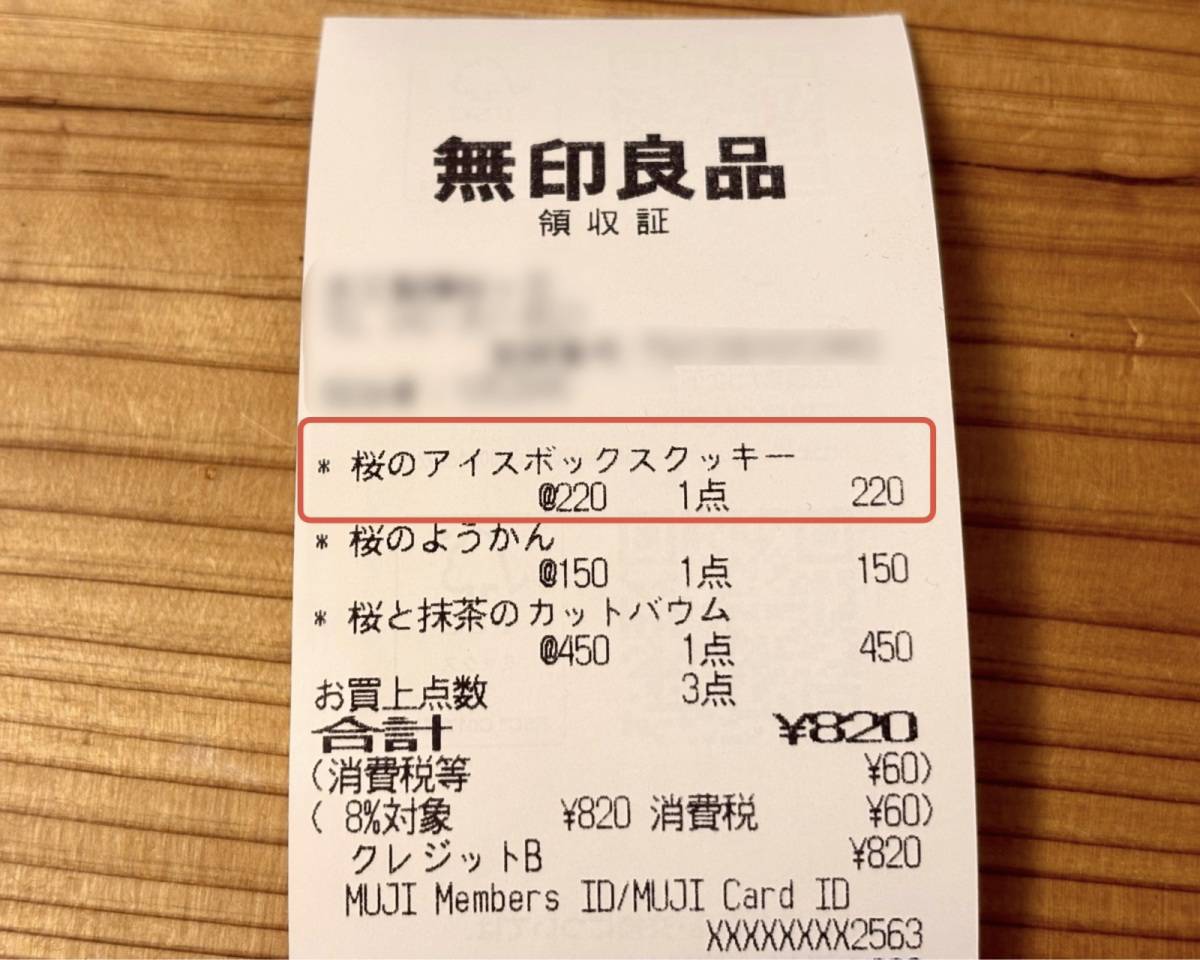 無印良品
領収証
* 桜のアイスボックスクッキー
@220 1点 220
* 桜のようかん
@150 1点 150
* 桜と抹茶のカットバウム
@450 1点 450
お買上点数 3点
合計 ¥820
(消費税等 ¥60)
( 8%対象 ¥820 消費税 ¥60)
クレジットB ¥820
MUJI Members ID/MUJI Card ID
XXXXXXXX2563